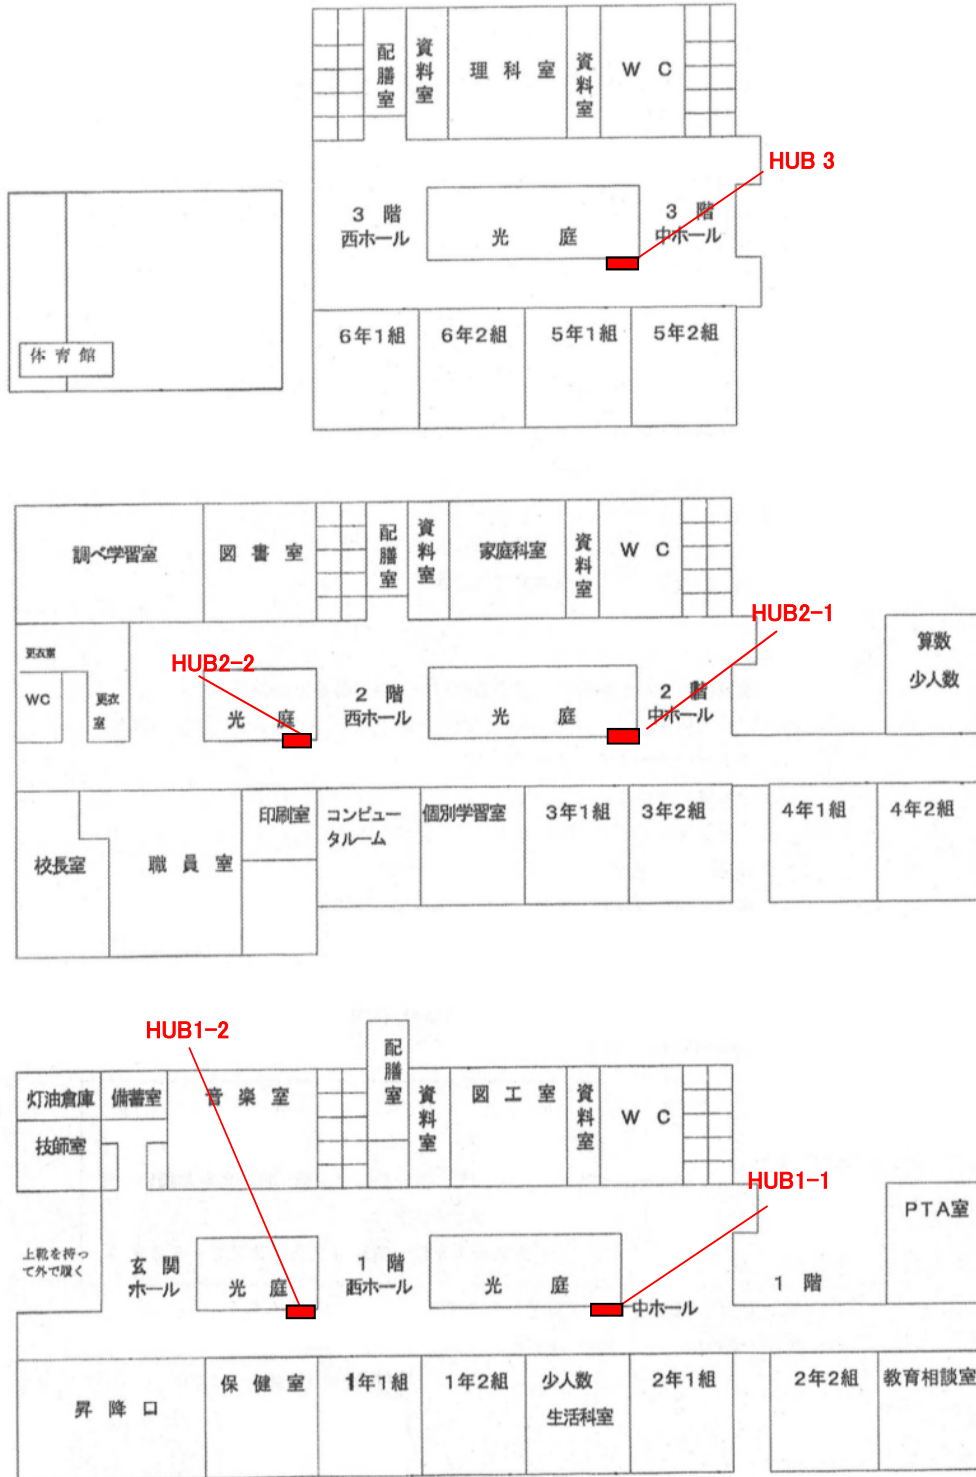 配膳室
資料室
理科室
資料室
WC
HUB 3
3階
西ホール
光庭
3階
中ホール
体育館
6年1組
6年2組
5年1組
5年2組
調べ学習室
図書室
配膳室
資料室
家庭科室
資料室
WC
HUB2-1
更衣室
WC
更衣室
HUB2-2
光庭
2階
西ホール
光庭
2階
中ホール
算数
少人数
校長室
職員室
印刷室
コンピュー
タルーム
個別学習室
3年1組
3年2組
4年1組
4年2組
HUB1-2
灯油倉庫
備蓄室
音楽室
配膳室
資料室
図工室
資料室
WC
技師室
HUB1-1
上靴を持っ
て外で履く
玄関
ホール
光庭
1階
西ホール
光庭
中ホール
1階
PTA室
昇降口
保健室
1年1組
1年2組
少人数
生活科室
2年1組
2年2組
教育相談室